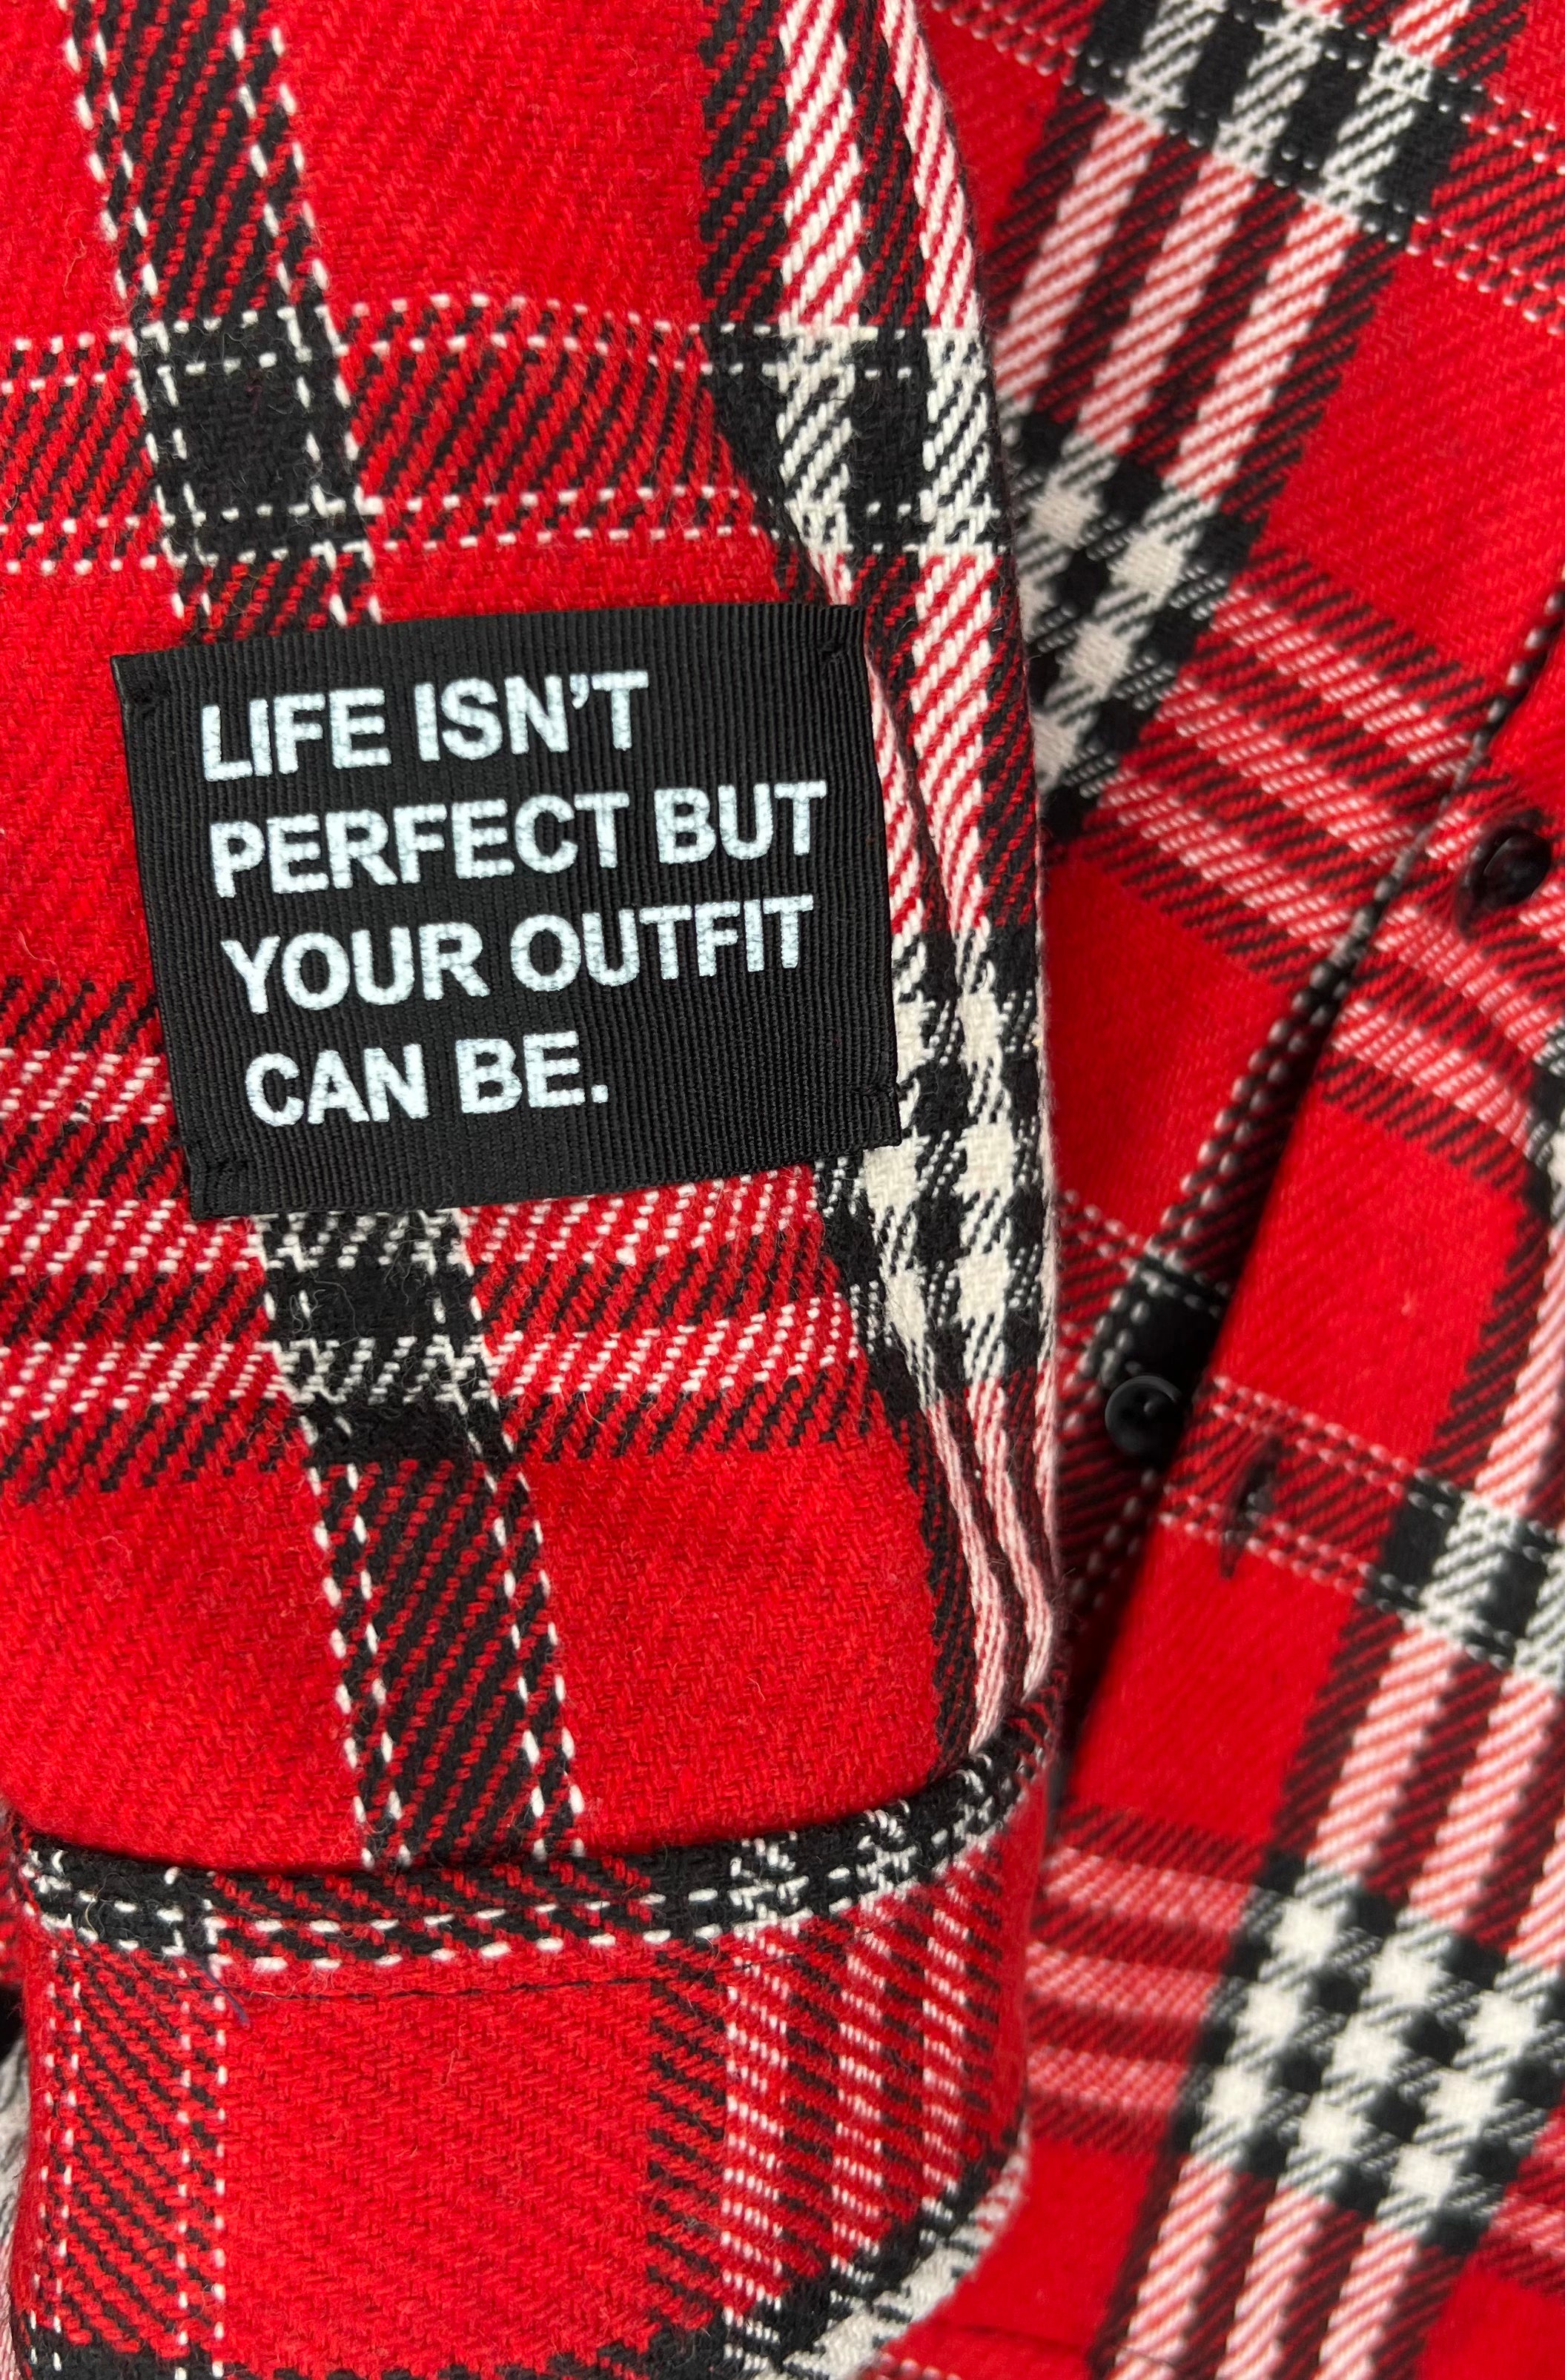 LIFE ISN’T
PERFECT BUT
YOUR OUTFIT
CAN BE.